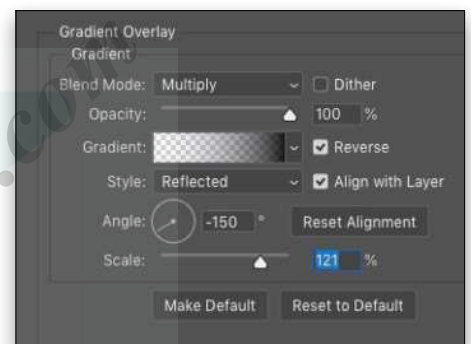 Gradient Overlay
Gradient
Blend Mode: Multiply Dither
Opacity: 100 %
Gradient: Reverse
Style: Reflected Align with Layer
Angle: -150 ° Reset Alignment
Scale: 121 %
Make Default Reset to Default
.com